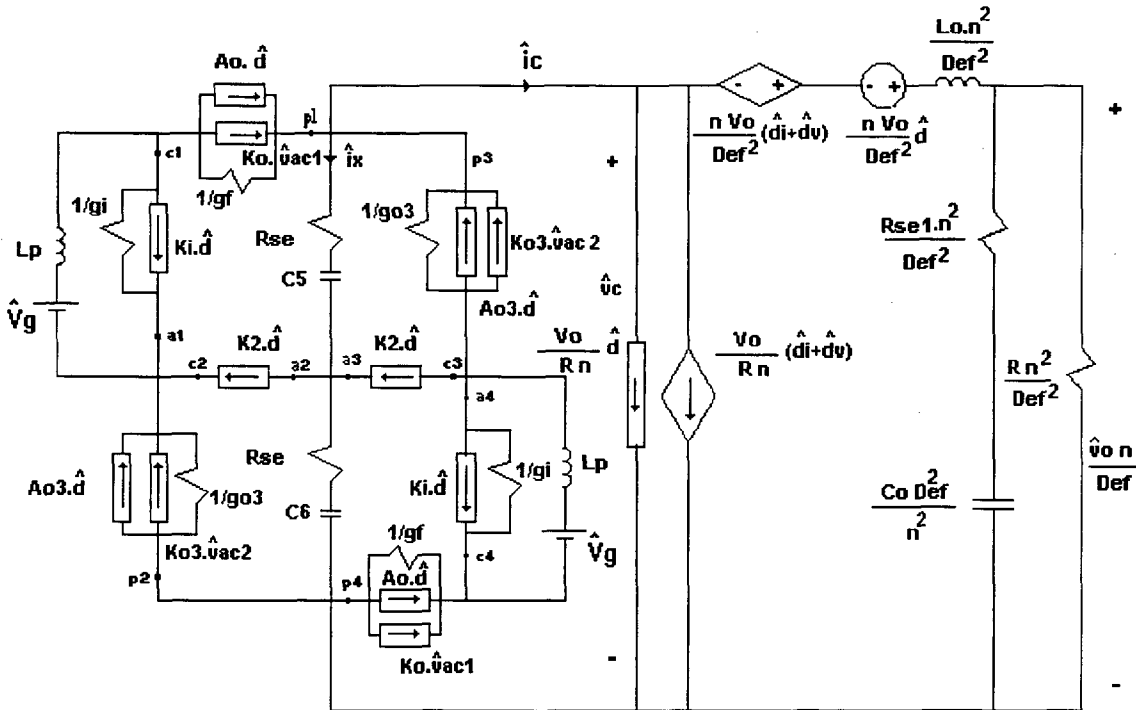 Ao. d̂
îc
Lo.n²
Def²
p1
c1
Ko. v̂ac1
îx
p3
1/gf
- +
n Vo
Def²
(d̂i+d̂v)
- +
n Vo
Def²
d̂
+
1/gi
Ki.d̂
Rse
1/go3
Ko3.v̂ac 2
+
Rse1.n²
Def²
Lp
C5
Ao3.d̂
V̂g
v̂c
a1
K2.d̂
K2.d̂
Vo
R n
d̂
Vo
R n
(d̂i+d̂v)
c2
a2
a3
c3
a4
R n²
Def²
Rse
Ki.d̂
1/gi
Lp
v̂o n
Def
Ao3.d̂
1/go3
C6
Co Def²
n²
Ko3.v̂ac2
1/gf
V̂g
p2
p4
Ao.d̂
c4
Ko.v̂ac1
-
-